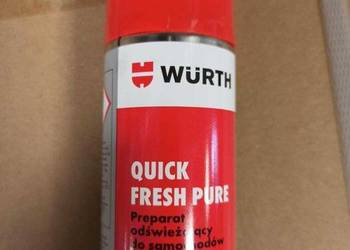 WÜRTH
QUICK
FRESH PURE
Preparat
odświeżający
do samochodów